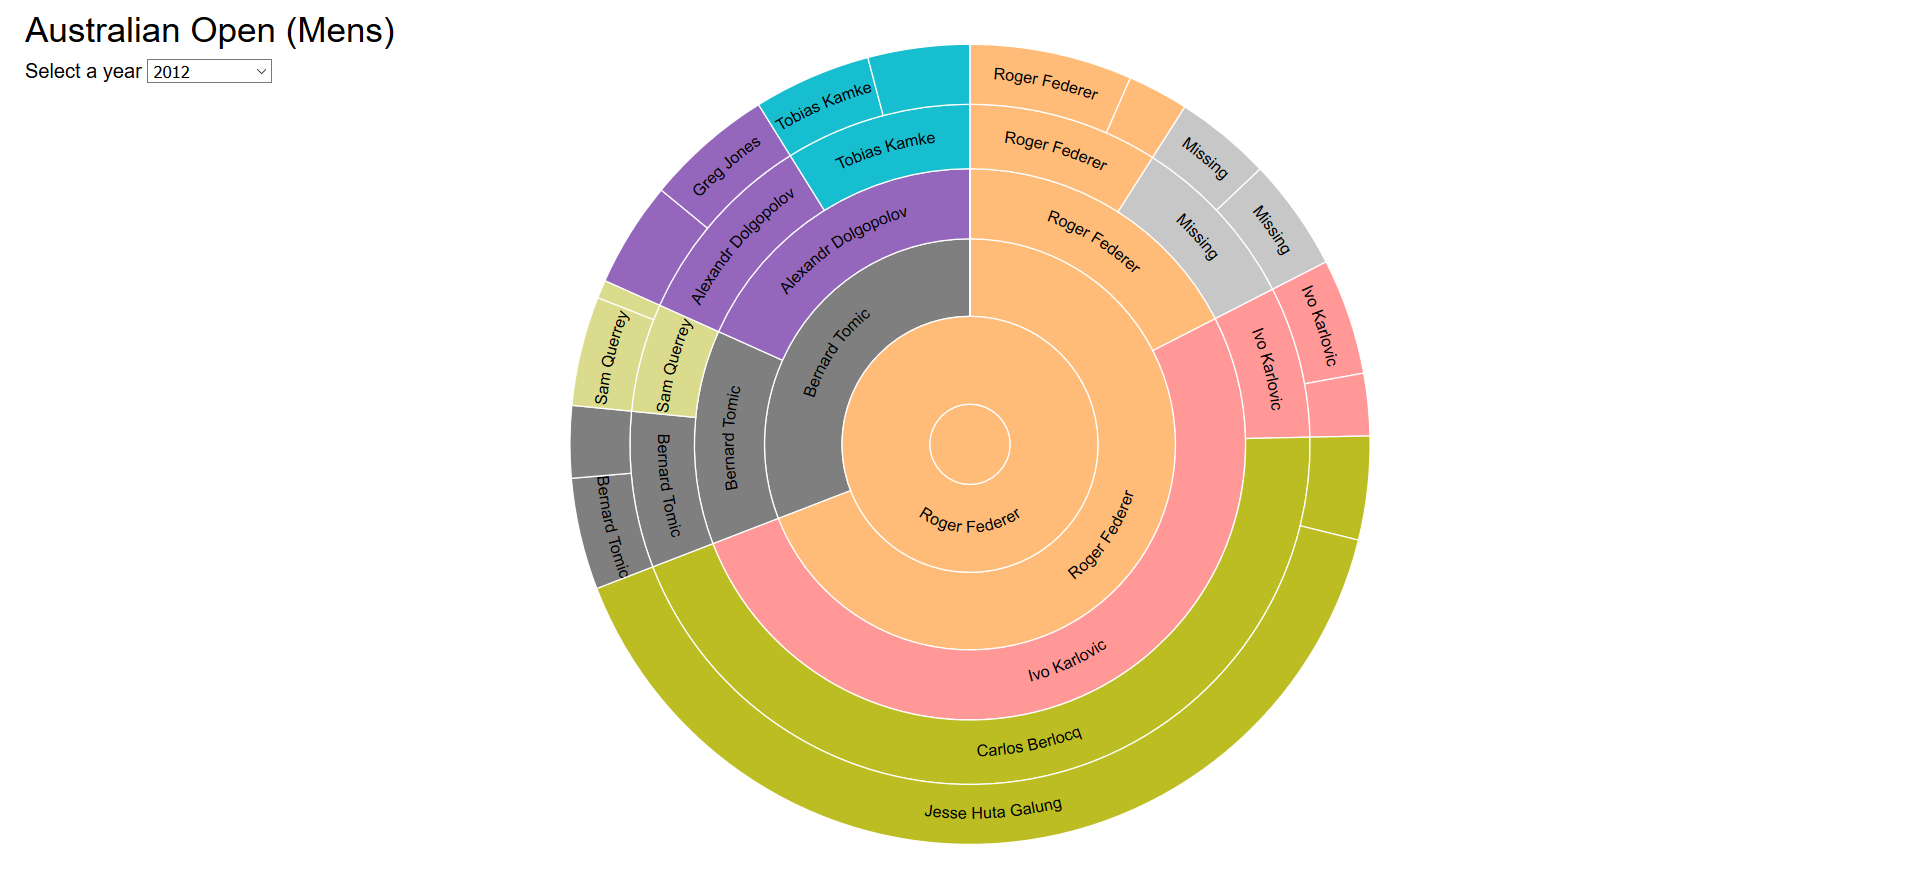 Australian Open (Mens)
Select a year 2012
Tobias Kamke
Roger Federer
Greg Jones
Tobias Kamke
Roger Federer
Missing
Alexandr Dolgopolov
Alexandr Dolgopolov
Roger Federer
Missing
Missing
Sam Querrey
Sam Querrey
Bernard Tomic
Ivo Karlovic
Ivo Karlovic
Bernard Tomic
Bernard Tomic
Bernard Tomic
Roger Federer
Roger Federer
Ivo Karlovic
Carlos Berlocq
Jesse Huta Galung